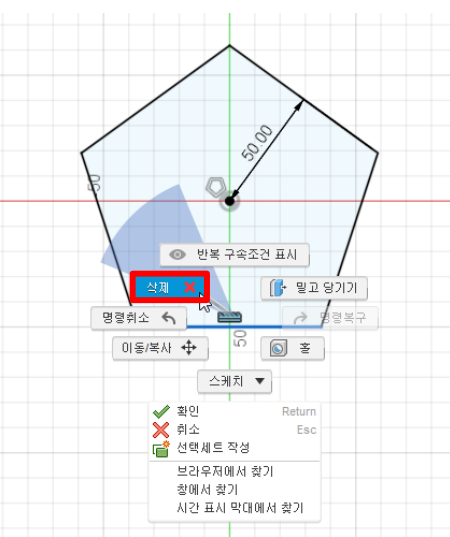 50.00
50
반복 구속조건 표시
삭제
밀고 당기기
명령취소
명령복구
이동/복사
홈
50
스케치
확인 Return
취소 Esc
선택세트 작성
브라우저에서 찾기
창에서 찾기
시간 표시 막대에서 찾기